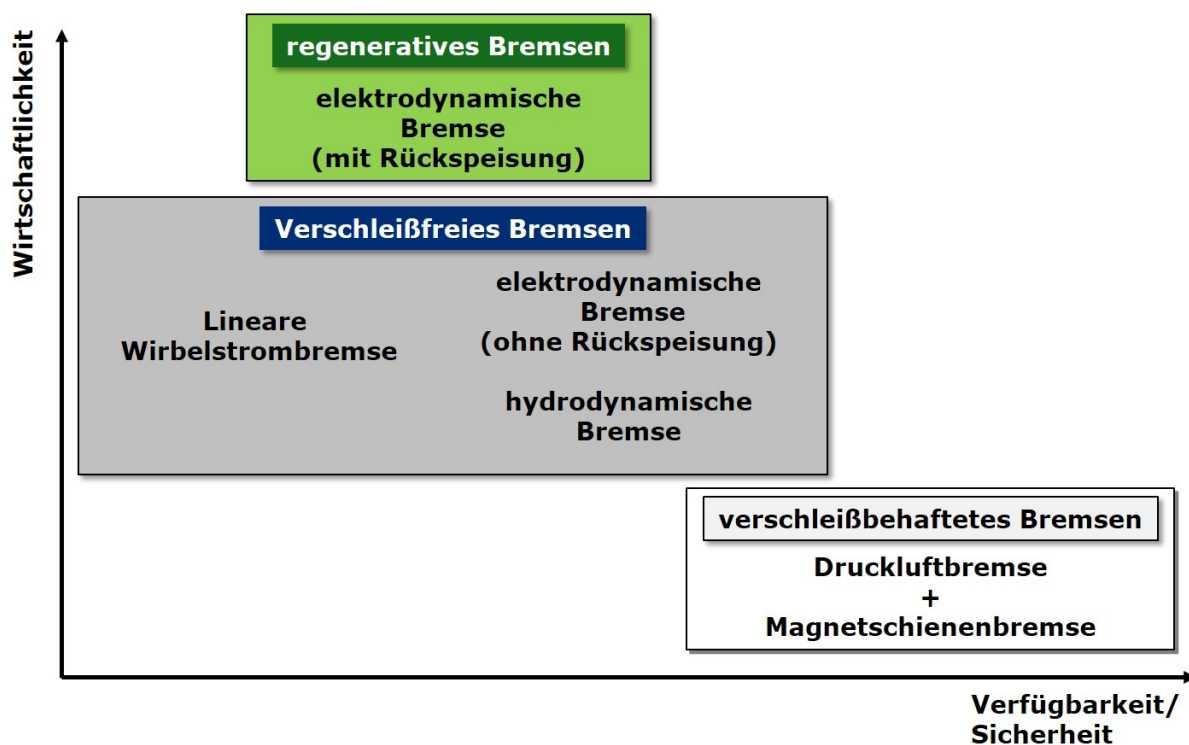 Wirtschaftlichkeit
regeneratives Bremsen
elektrodynamische
Bremse
(mit Rückspeisung)
Verschleißfreies Bremsen
Lineare
Wirbelstrombremse
elektrodynamische
Bremse
(ohne Rückspeisung)
hydrodynamische
Bremse
verschleißbehaftetes Bremsen
Druckluftbremse
+
Magnetschienenbremse
Verfügbarkeit/
Sicherheit